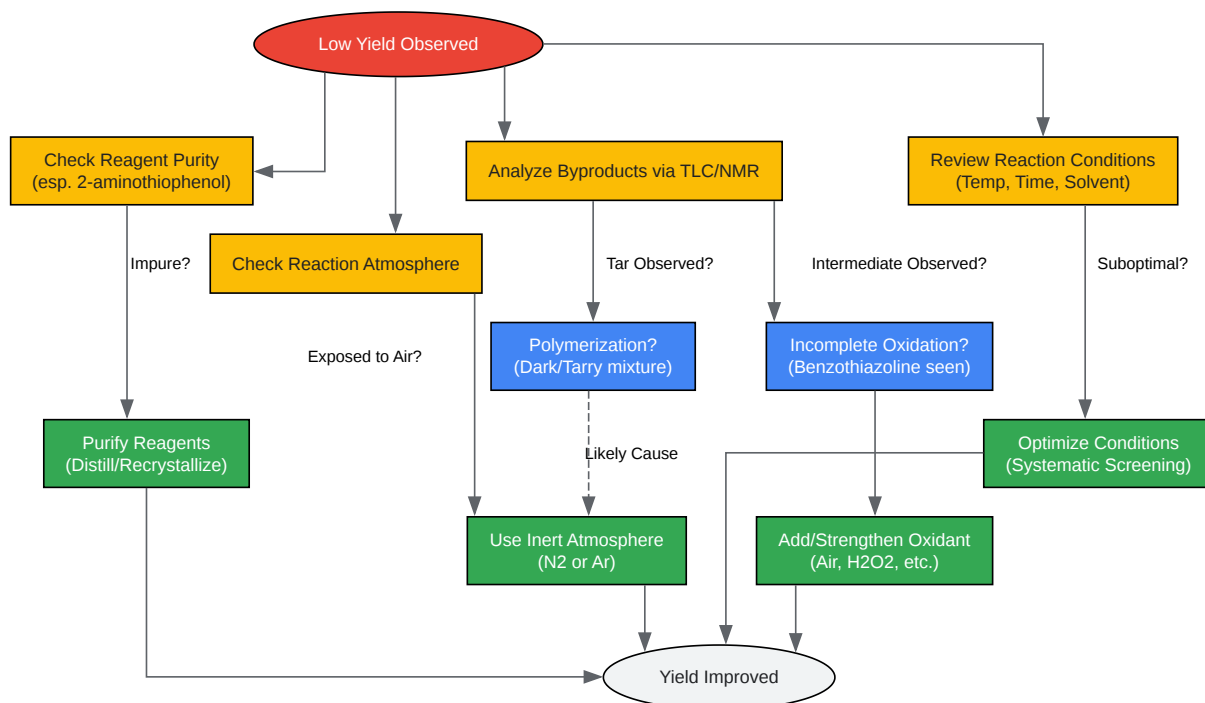 Low Yield Observed
Check Reagent Purity
(esp. 2-aminothiophenol)
Analyze Byproducts via TLC/NMR
Review Reaction Conditions
(Temp, Time, Solvent)
Impure?
Check Reaction Atmosphere
Tar Observed?
Intermediate Observed?
Suboptimal?
Exposed to Air?
Polymerization?
(Dark/Tarry mixture)
Incomplete Oxidation?
(Benzothiazoline seen)
Purify Reagents
(Distill/Recrystallize)
Likely Cause
Optimize Conditions
(Systematic Screening)
Use Inert Atmosphere
(N2 or Ar)
Add/Strengthen Oxidant
(Air, H2O2, etc.)
Yield Improved